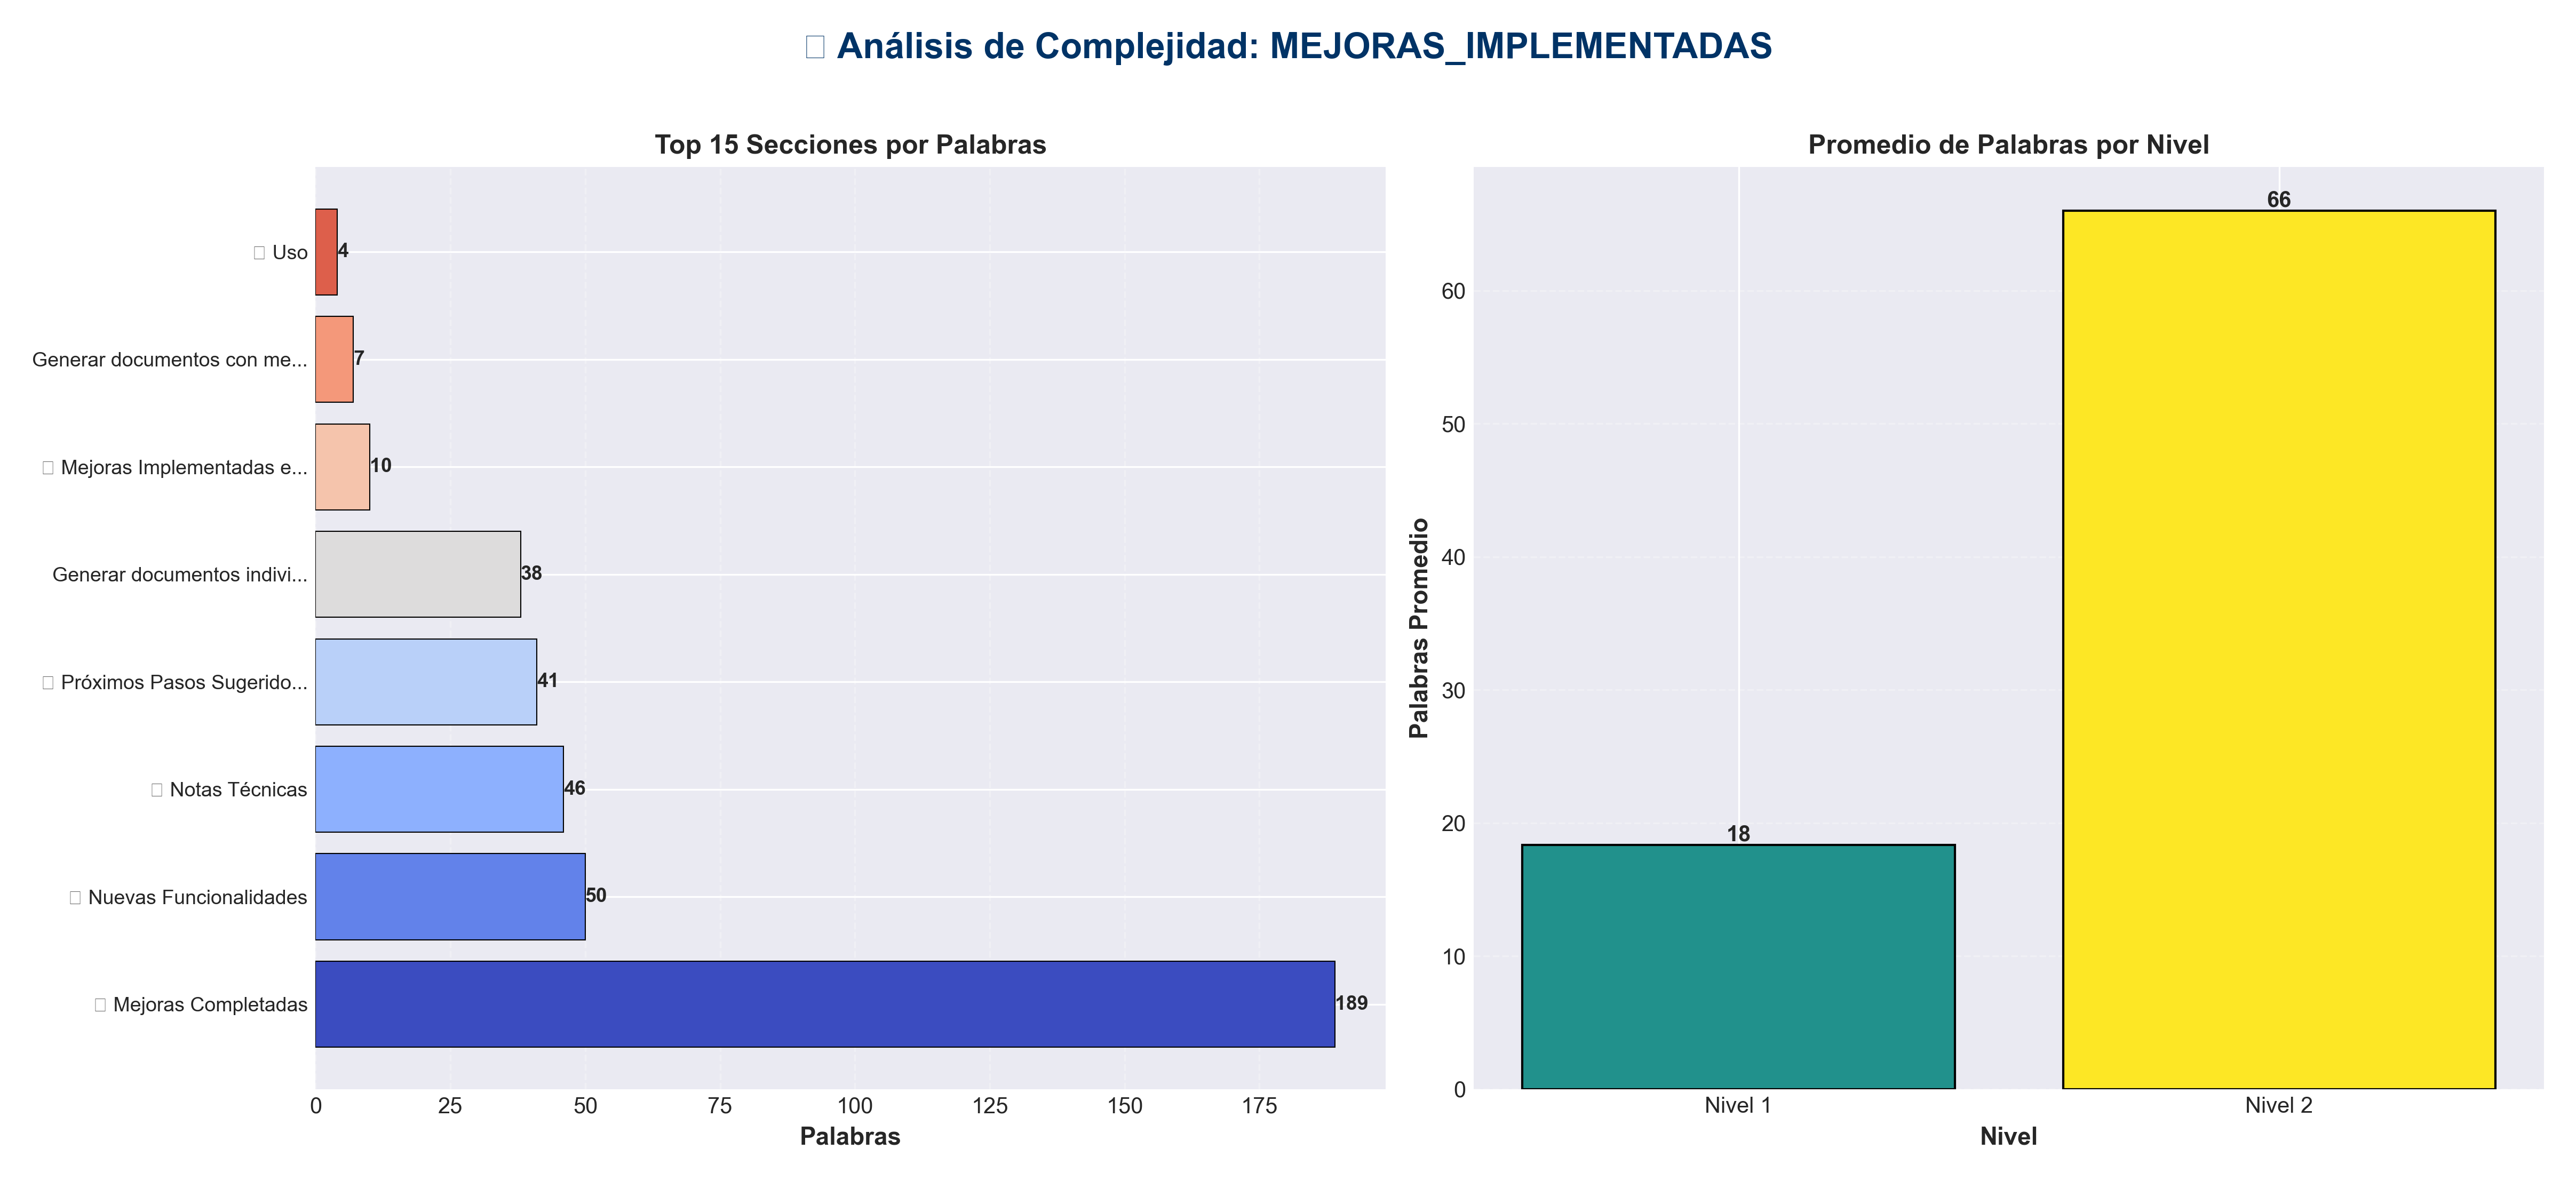 Análisis de Complejidad: MEJORAS_IMPLEMENTADAS
Top 15 Secciones por Palabras
Uso
4
Generar documentos con me...
7
Mejoras Implementadas e...
10
Generar documentos indivi...
38
Próximos Pasos Sugerido...
41
Notas Técnicas
46
Nuevas Funcionalidades
50
Mejoras Completadas
189
0 25 50 75 100 125 150 175
Palabras
Promedio de Palabras por Nivel
Palabras Promedio
60
50
40
30
20
10
0
18
66
Nivel 1
Nivel 2
Nivel